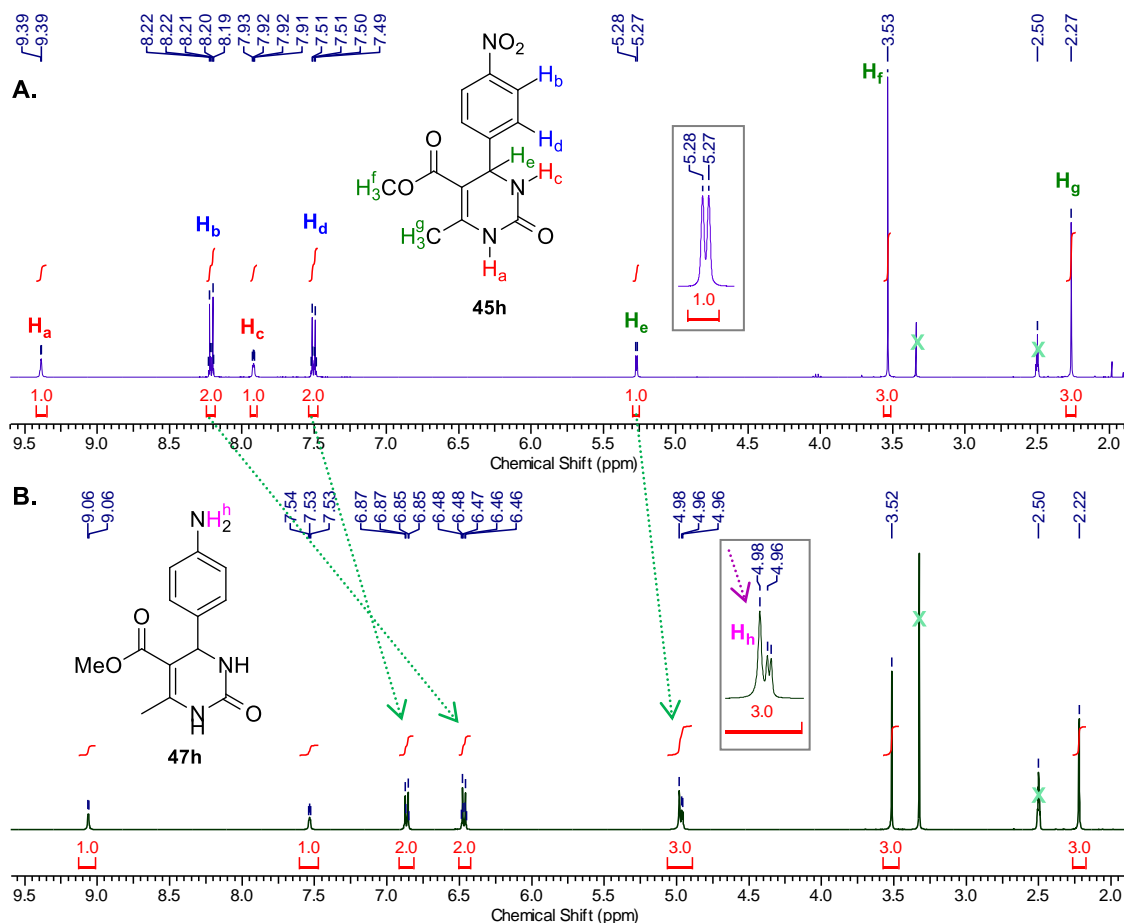 9.39 9.39 8.22 8.22 8.21 8.20 8.19 7.93 7.92 7.92 7.91 7.51 7.51 7.50 7.49 5.28 5.27 3.53 2.50 2.27
A.
NO2
Hb
Hd
He
Hc
O
H3CO
f
N
H3C
g
N
O
Ha
45h
Hf
Hg
5.28
5.27
1.0
Ha
Hb
Hc
Hd
He
X
X
1.0 2.0 1.0 2.0 1.0 3.0 3.0
9.5 9.0 8.5 8.0 7.5 7.0 6.5 6.0 5.5 5.0 4.5 4.0 3.5 3.0 2.5 2.0
Chemical Shift (ppm)
B.
9.06 9.06 7.54 7.53 7.53 6.87 6.87 6.85 6.85 6.48 6.48 6.47 6.46 6.46 4.98 4.96 4.96 3.52 2.50 2.22
NH2
h
O
MeO
NH
N
H
O
47h
4.98
4.96
Hh
3.0
X
X
1.0 1.0 2.0 2.0 3.0 3.0 3.0
9.5 9.0 8.5 8.0 7.5 7.0 6.5 6.0 5.5 5.0 4.5 4.0 3.5 3.0 2.5 2.0
Chemical Shift (ppm)